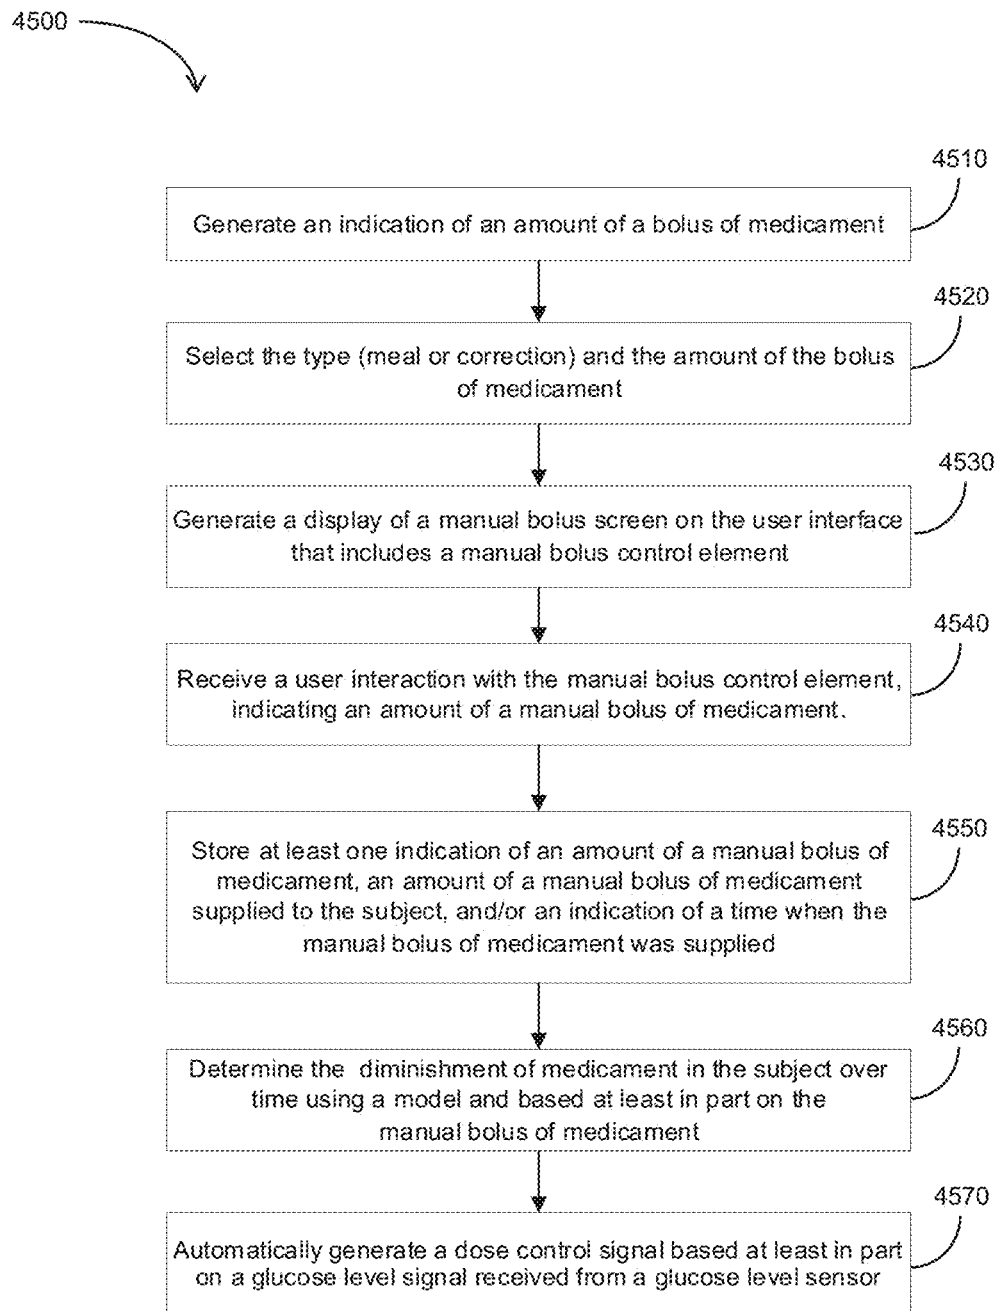 4500
4510
Generate an indication of an amount of a bolus of medicament
4520
Select the type (meal or correction) and the amount of the bolus
of medicament
4530
Generate a display of a manual bolus screen on the user interface
that includes a manual bolus control element
4540
Receive a user interaction with the manual bolus control element,
indicating an amount of a manual bolus of medicament.
4550
Store at least one indication of an amount of a manual bolus of
medicament, an amount of a manual bolus of medicament
supplied to the subject, and/or an indication of a time when the
manual bolus of medicament was supplied
4560
Determine the diminishment of medicament in the subject over
time using a model and based at least in part on the
manual bolus of medicament
4570
Automatically generate a dose control signal based at least in part
on a glucose level signal received from a glucose level sensor